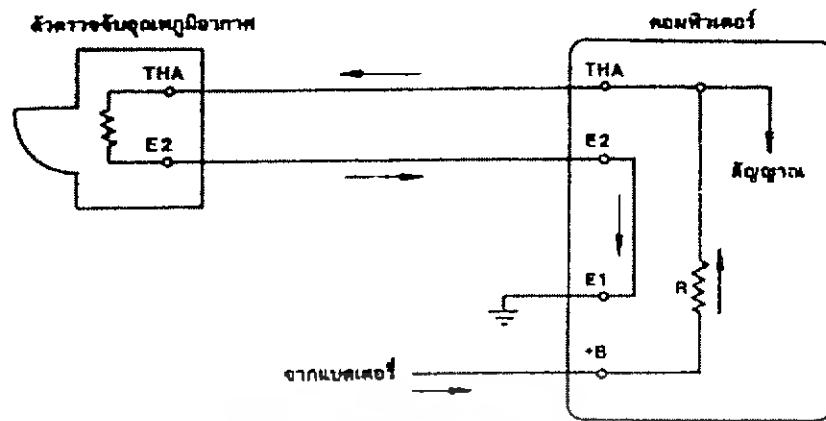 ตัวตรวจจับอุณหภูมิอากาศ
คอมพิวเตอร์
THA
THA
E2
E2
สัญญาณ
E1
R
+B
จากแบตเตอรี่